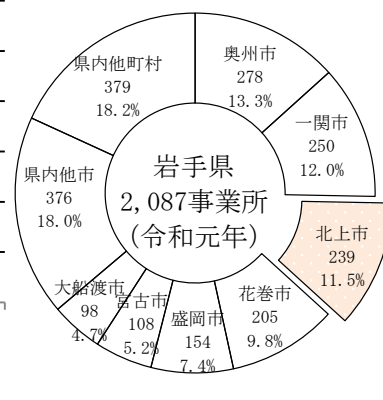 岩手県
2,087事業所
(令和元年)
奥州市
278
13.3%
一関市
250
12.0%
北上市
239
11.5%
花巻市
205
9.8%
盛岡市
154
7.4%
宮古市
108
5.2%
大船渡市
98
4.7%
県内他市
376
18.0%
県内他町村
379
18.2%